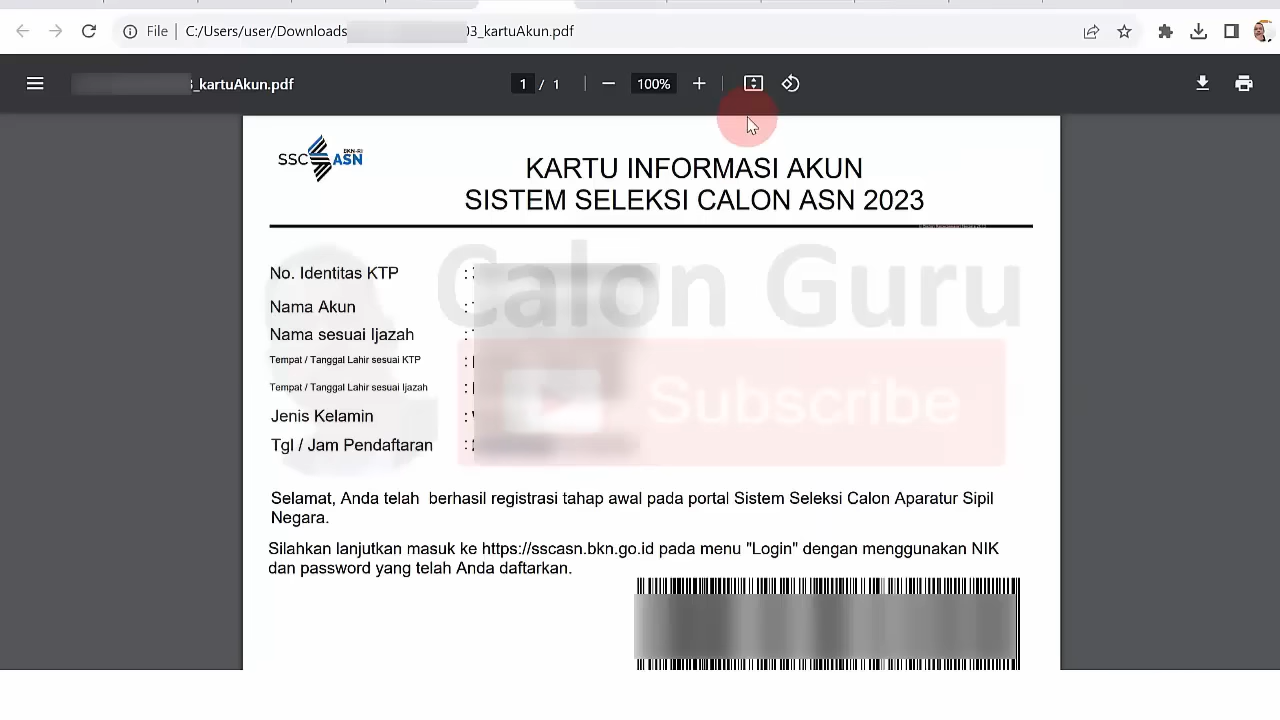 File C:/Users/user/Downloads 03_kartuAkun.pdf
_kartuAkun.pdf
1 / 1
100%
SSC ASN
BKN-RI
KARTU INFORMASI AKUN
SISTEM SELEKSI CALON ASN 2023
Calon Guru
No. Identitas KTP :
Nama Akun :
Nama sesuai Ijazah :
Tempat / Tanggal Lahir sesuai KTP :
Tempat / Tanggal Lahir sesuai Ijazah :
Subscribe
Jenis Kelamin :
Tgl / Jam Pendaftaran :
Selamat, Anda telah berhasil registrasi tahap awal pada portal Sistem Seleksi Calon Aparatur Sipil
Negara.
Silahkan lanjutkan masuk ke https://sscasn.bkn.go.id pada menu "Login" dengan menggunakan NIK
dan password yang telah Anda daftarkan.